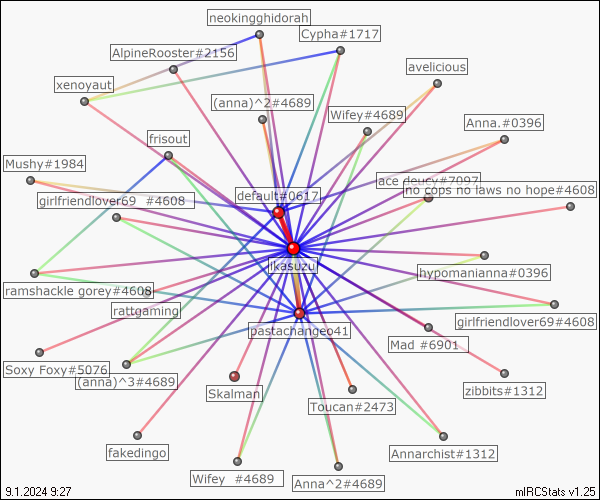 neokingghidorah
Cypha#1717
AlpineRooster#2156
avelicious
xenoyaut
(anna)^2#4689
Wifey#4689
Anna.#0396
frisout
Mushy#1984
ace deucy#7097
default#0617
no cops no laws no hope#4608
girlfriendlover69 #4608
ikasuzu
hypomanianna#0396
ramshackle gorey#4608
rattgaming
girlfriendlover69#4608
pastachangeo41
Mad #6901
Soxy Foxy#5076
(anna)^3#4689
zibbits#1312
Skalman
Toucan#2473
fakedingo
Annarchist#1312
Wifey #4689
Anna^2#4689
9.1.2024 9:27
mIRCStats v1.25